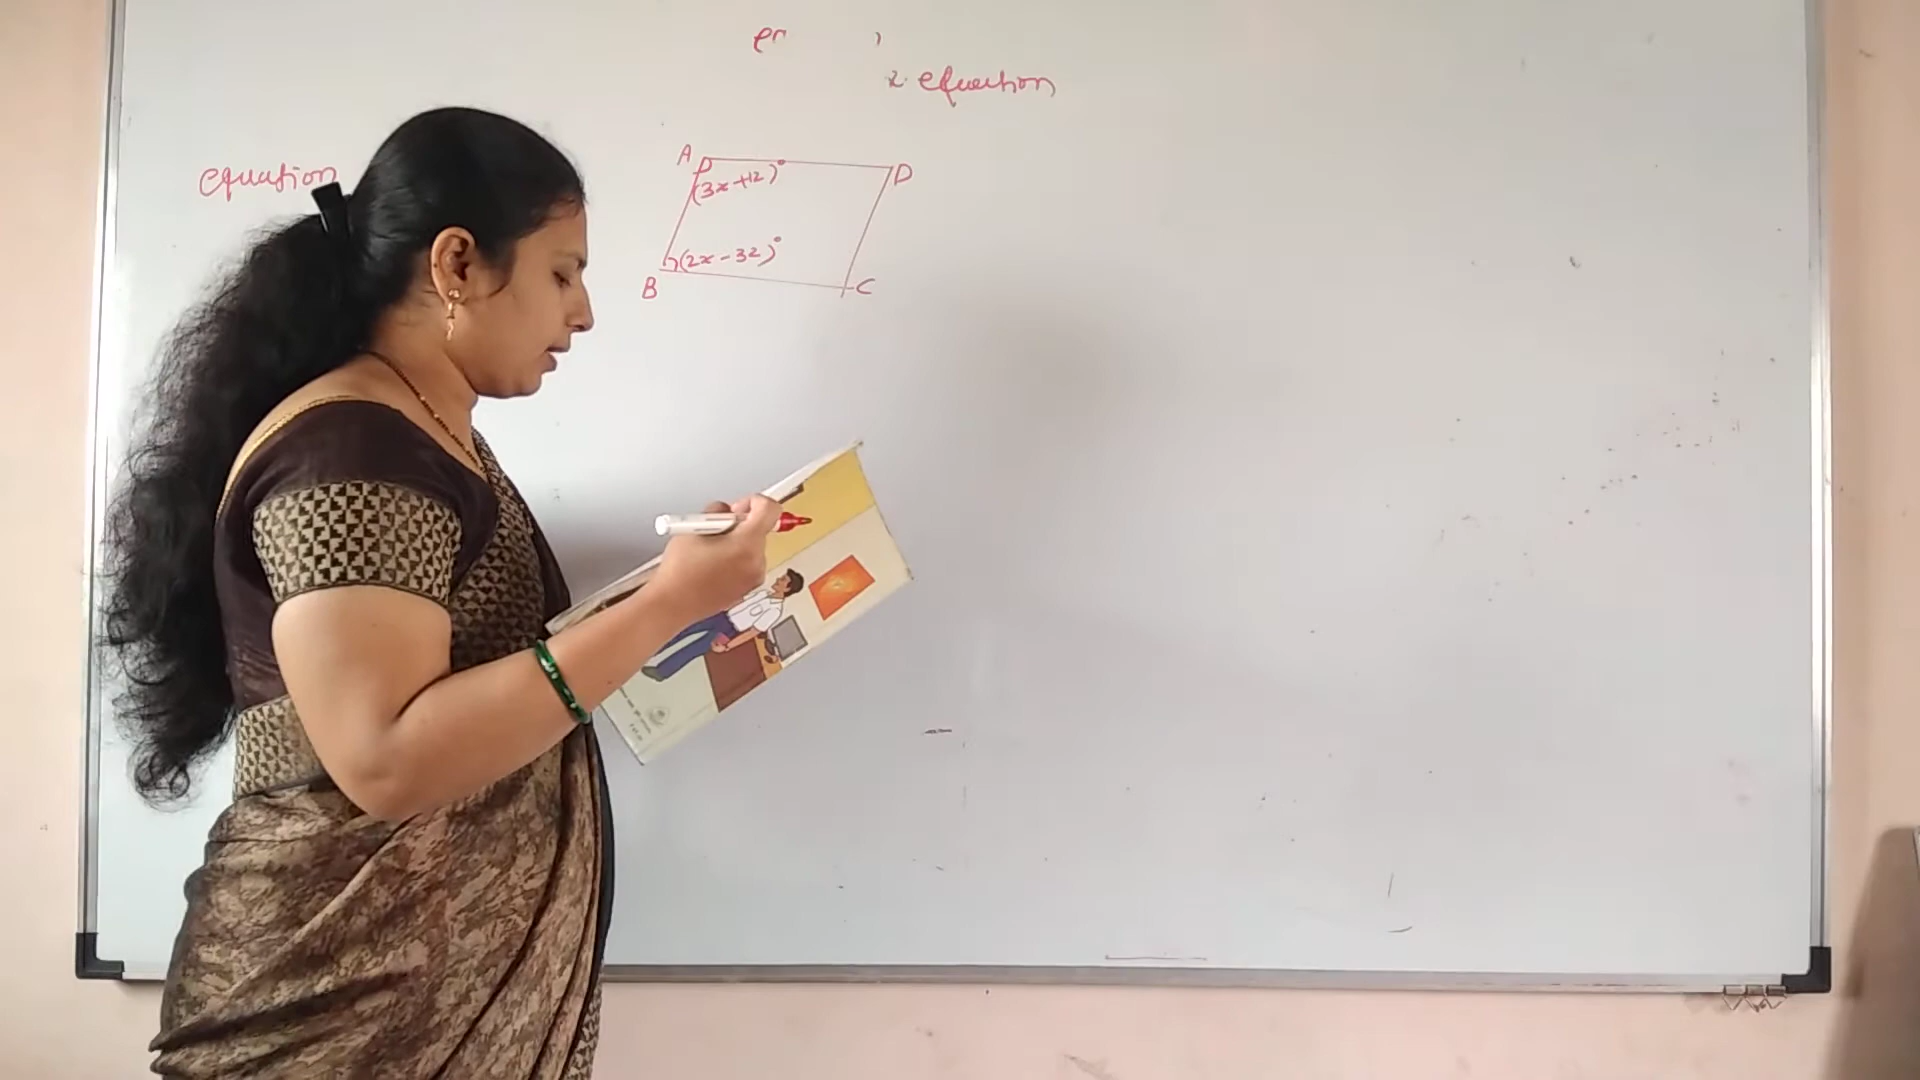 equation
equation
A
D
(3x+12)°
(2x-32)°
B
C